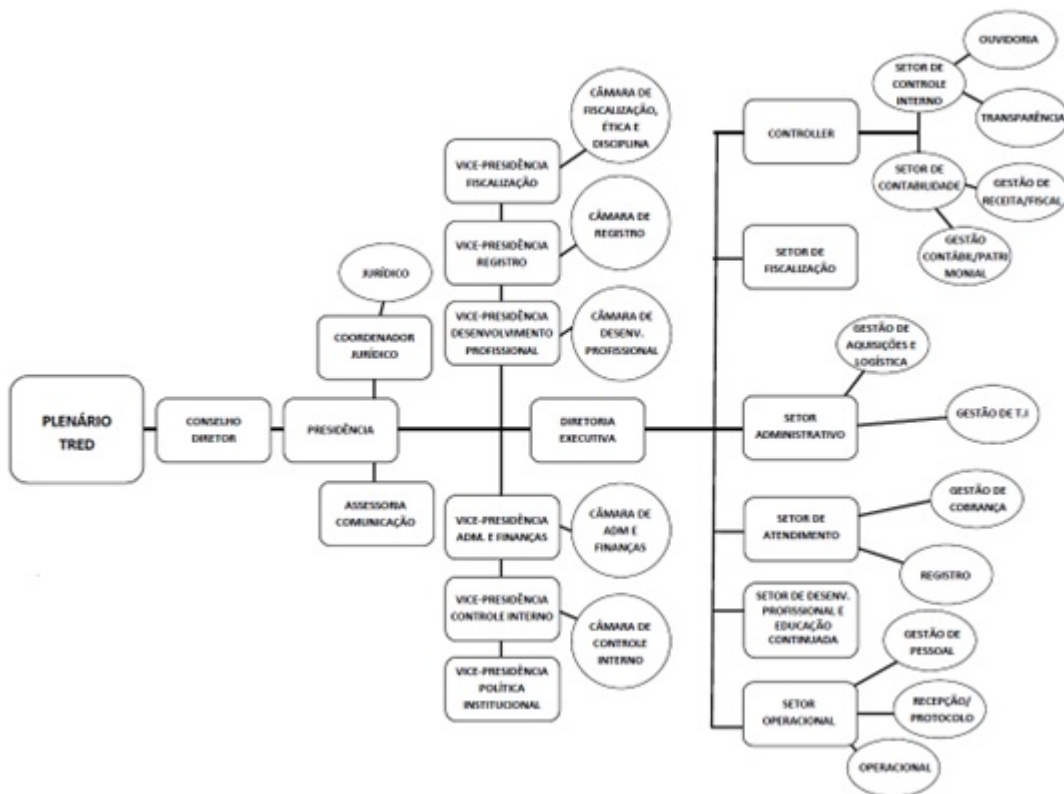 PLENÁRIO
TRED
CONSELHO
DIRETOR
PRESIDÊNCIA
JURÍDICO
COORDENADOR
JURÍDICO
ASSESSORIA
COMUNICAÇÃO
VICE-PRESIDÊNCIA
FISCALIZAÇÃO
CÂMARA DE
FISCALIZAÇÃO,
ÉTICA E
DISCIPLINA
VICE-PRESIDÊNCIA
REGISTRO
CÂMARA DE
REGISTRO
VICE-PRESIDÊNCIA
DESENVOLVIMENTO
PROFISSIONAL
CÂMARA DE
DESENV.
PROFISSIONAL
VICE-PRESIDÊNCIA
ADM. E FINANÇAS
CÂMARA DE
ADM E
FINANÇAS
VICE-PRESIDÊNCIA
CONTROLE INTERNO
CÂMARA DE
CONTROLE
INTERNO
VICE-PRESIDÊNCIA
POLÍTICA
INSTITUCIONAL
DIRETORIA
EXECUTIVA
CONTROLLER
SETOR DE
CONTROLE
INTERNO
OUVIDORIA
TRANSPARÊNCIA
SETOR DE
CONTABILIDADE
GESTÃO DE
RECEITA/FISCAL
GESTÃO
CONTÁBIL/PATRI
MONIAL
SETOR DE
FISCALIZAÇÃO
SETOR
ADMINISTRATIVO
GESTÃO DE
AQUISIÇÕES E
LOGÍSTICA
GESTÃO DE T.I
SETOR DE
ATENDIMENTO
GESTÃO DE
COBRANÇA
REGISTRO
SETOR DE DESENV.
PROFISSIONAL E
EDUCAÇÃO
CONTINUADA
SETOR
OPERACIONAL
GESTÃO DE
PESSOAL
RECEPÇÃO/
PROTOCOLO
OPERACIONAL